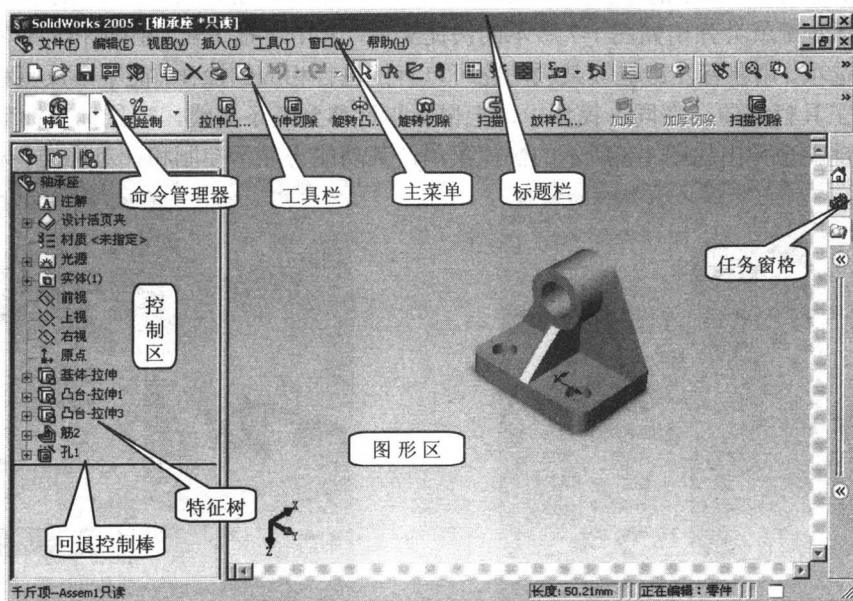 SolidWorks 2005 - [轴承座 *只读]
文件(F) 编辑(E) 视图(V) 插入(I) 工具(T) 窗口(W) 帮助(H)
特征 草图绘制 拉伸凸... 拉伸切除 旋转凸... 旋转切除 扫描 放样凸... 加厚 加厚切除 扫描切除
命令管理器 工具栏 主菜单 标题栏
任务窗格
轴承座
注解
设计活页夹
材质 <未指定>
光源
实体(1)
前视
上视
右视
原点
基体-拉伸
凸台-拉伸1
凸台-拉伸3
筋2
孔1
控制区
图形区
特征树
回退控制棒
X
Y
Z
千斤顶--Assem1只读 长度: 50.21mm 正在编辑：零件